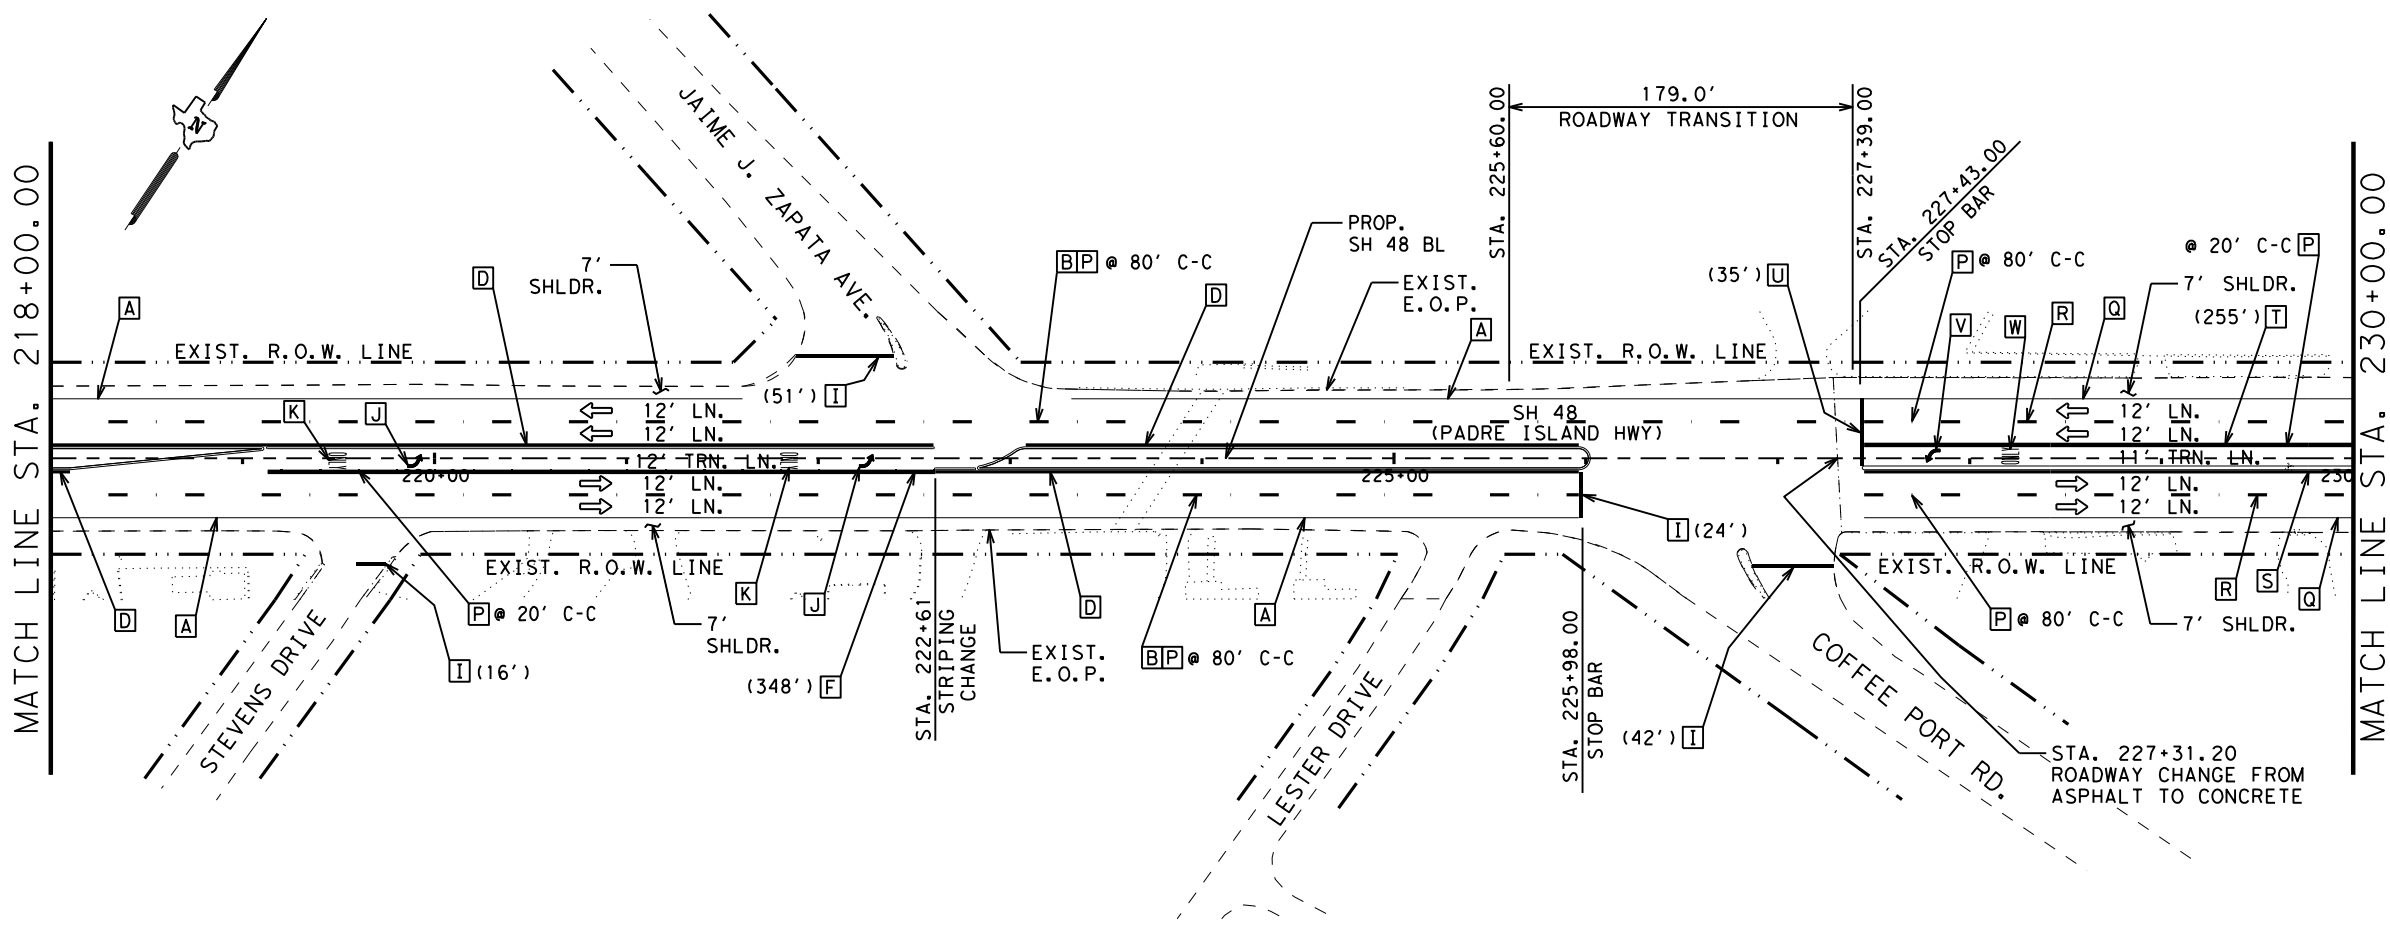 N
MATCH LINE STA. 218+00.00
MATCH LINE STA. 230+00.00
JAIME J. ZAPATA AVE.
179.0'
ROADWAY TRANSITION
STA. 225+60.00
STA. 227+39.00
STA. 227+43.00
STOP BAR
PROP.
SH 48 BL
EXIST.
E.O.P.
A
D
7'
SHLDR.
B P @ 80' C-C
D
A
(35') U
P @ 80' C-C
@ 20' C-C P
7' SHLDR.
(255') T
V
W
R
Q
EXIST. R.O.W. LINE
EXIST. R.O.W. LINE
(51') I
K
J
12' LN.
12' LN.
12' TRN. LN.
12' LN.
12' LN.
220+00
SH 48
(PADRE ISLAND HWY)
225+00
12' LN.
12' LN.
11' TRN. LN.
12' LN.
12' LN.
230
EXIST. R.O.W. LINE
EXIST. R.O.W. LINE
D
A
P @ 20' C-C
I (16')
7'
SHLDR.
K
J
(348') F
STA. 222+61
STRIPING
CHANGE
EXIST.
E.O.P.
D
B P @ 80' C-C
A
I (24')
STA. 225+98.00
STOP BAR
(42') I
P @ 80' C-C
7' SHLDR.
R
S
Q
STEVENS DRIVE
LESTER DRIVE
COFFEE PORT RD.
STA. 227+31.20
ROADWAY CHANGE FROM
ASPHALT TO CONCRETE